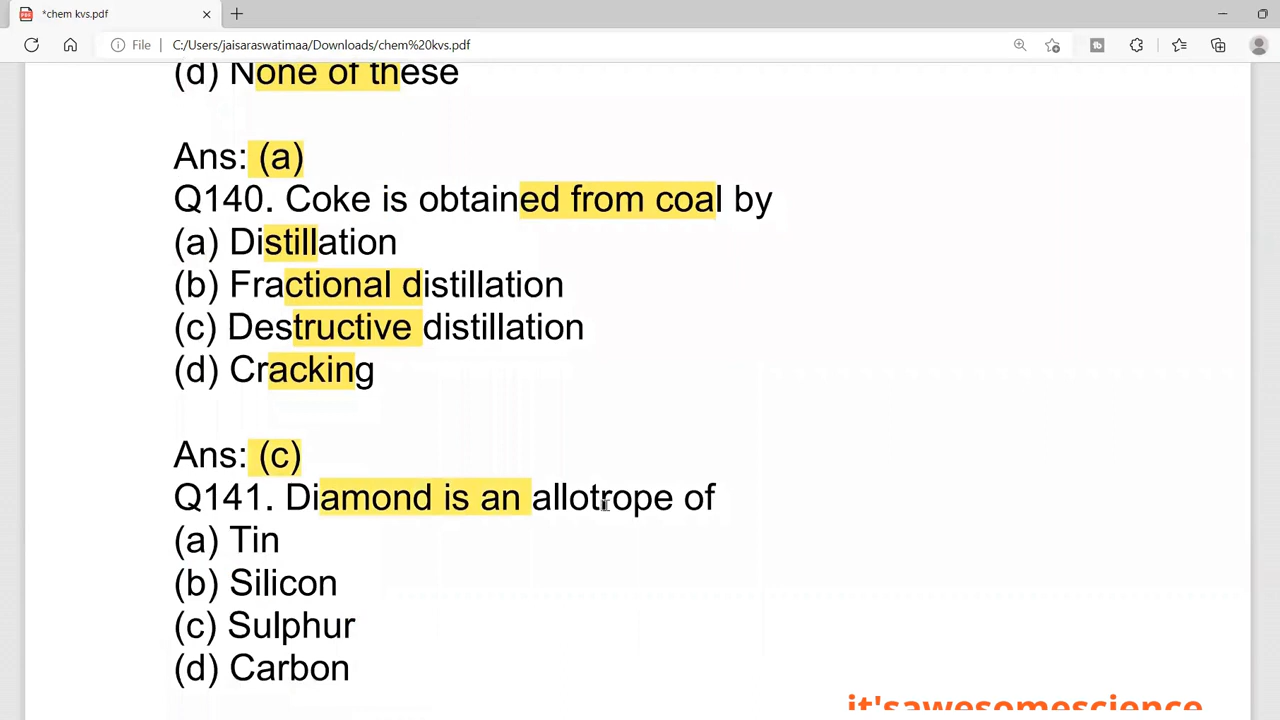 *chem kvs.pdf
File
C:/Users/jaisaraswatimaa/Downloads/chem%20kvs.pdf
(d) None of these
Ans: (a)
Q140. Coke is obtained from coal by
(a) Distillation
(b) Fractional distillation
(c) Destructive distillation
(d) Cracking
Ans: (c)
Q141. Diamond is an allotrope of
(a) Tin
(b) Silicon
(c) Sulphur
(d) Carbon
it'sawesomescience